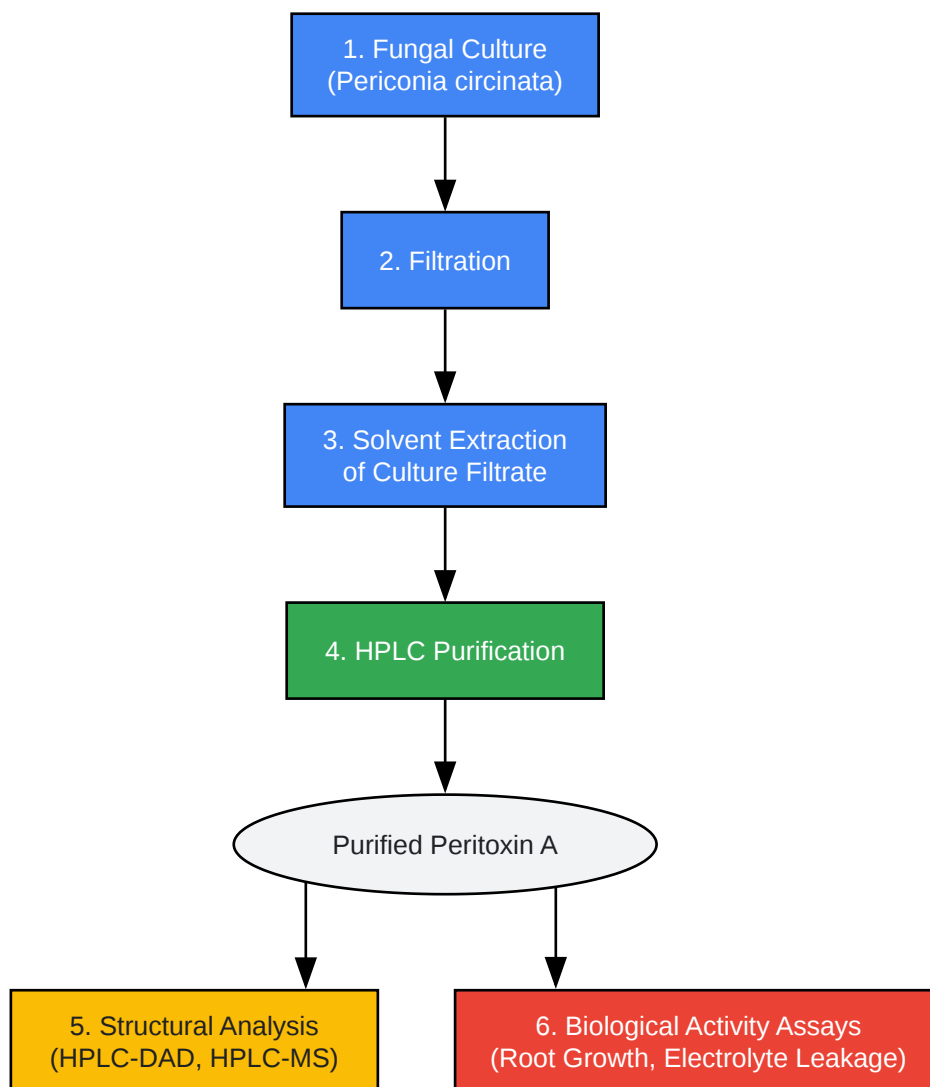 1. Fungal Culture
(Periconia circinata)
2. Filtration
3. Solvent Extraction
of Culture Filtrate
4. HPLC Purification
Purified Peritoxin A
5. Structural Analysis
(HPLC-DAD, HPLC-MS)
6. Biological Activity Assays
(Root Growth, Electrolyte Leakage)